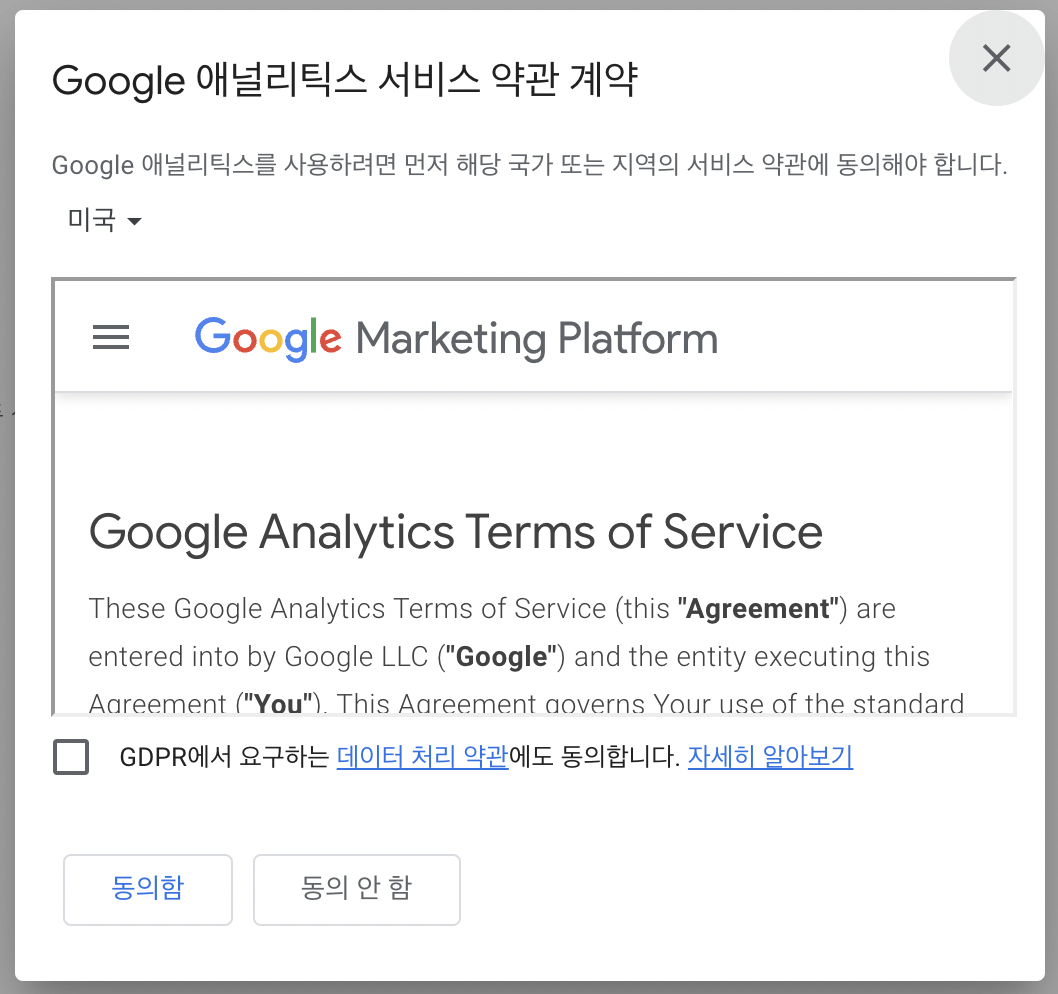 Google 애널리틱스 서비스 약관 계약
Google 애널리틱스를 사용하려면 먼저 해당 국가 또는 지역의 서비스 약관에 동의해야 합니다.
미국
Google Marketing Platform
Google Analytics Terms of Service
These Google Analytics Terms of Service (this "Agreement") are
entered into by Google LLC ("Google") and the entity executing this
Agreement ("You"). This Agreement governs Your use of the standard
GDPR에서 요구하는 데이터 처리 약관에도 동의합니다. 자세히 알아보기
동의함
동의 안 함